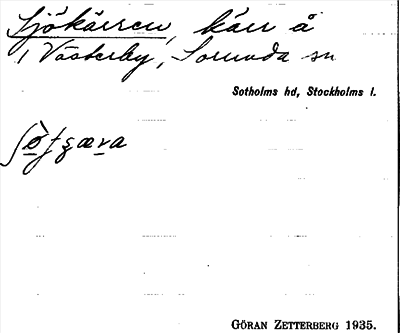 Sjökärren, kärr å
i Västerby, Sorunda sn
Sotholms hd, Stockholms l.
GÖRAN ZETTERBERG 1935.